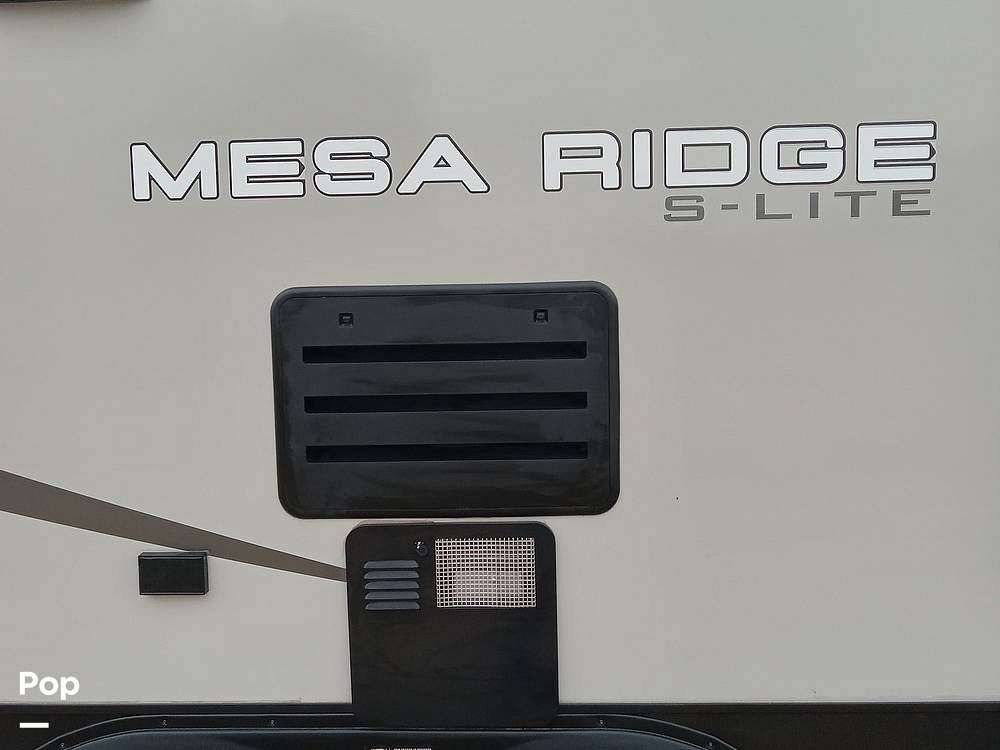 MESA RIDGE
S-LITE
Pop